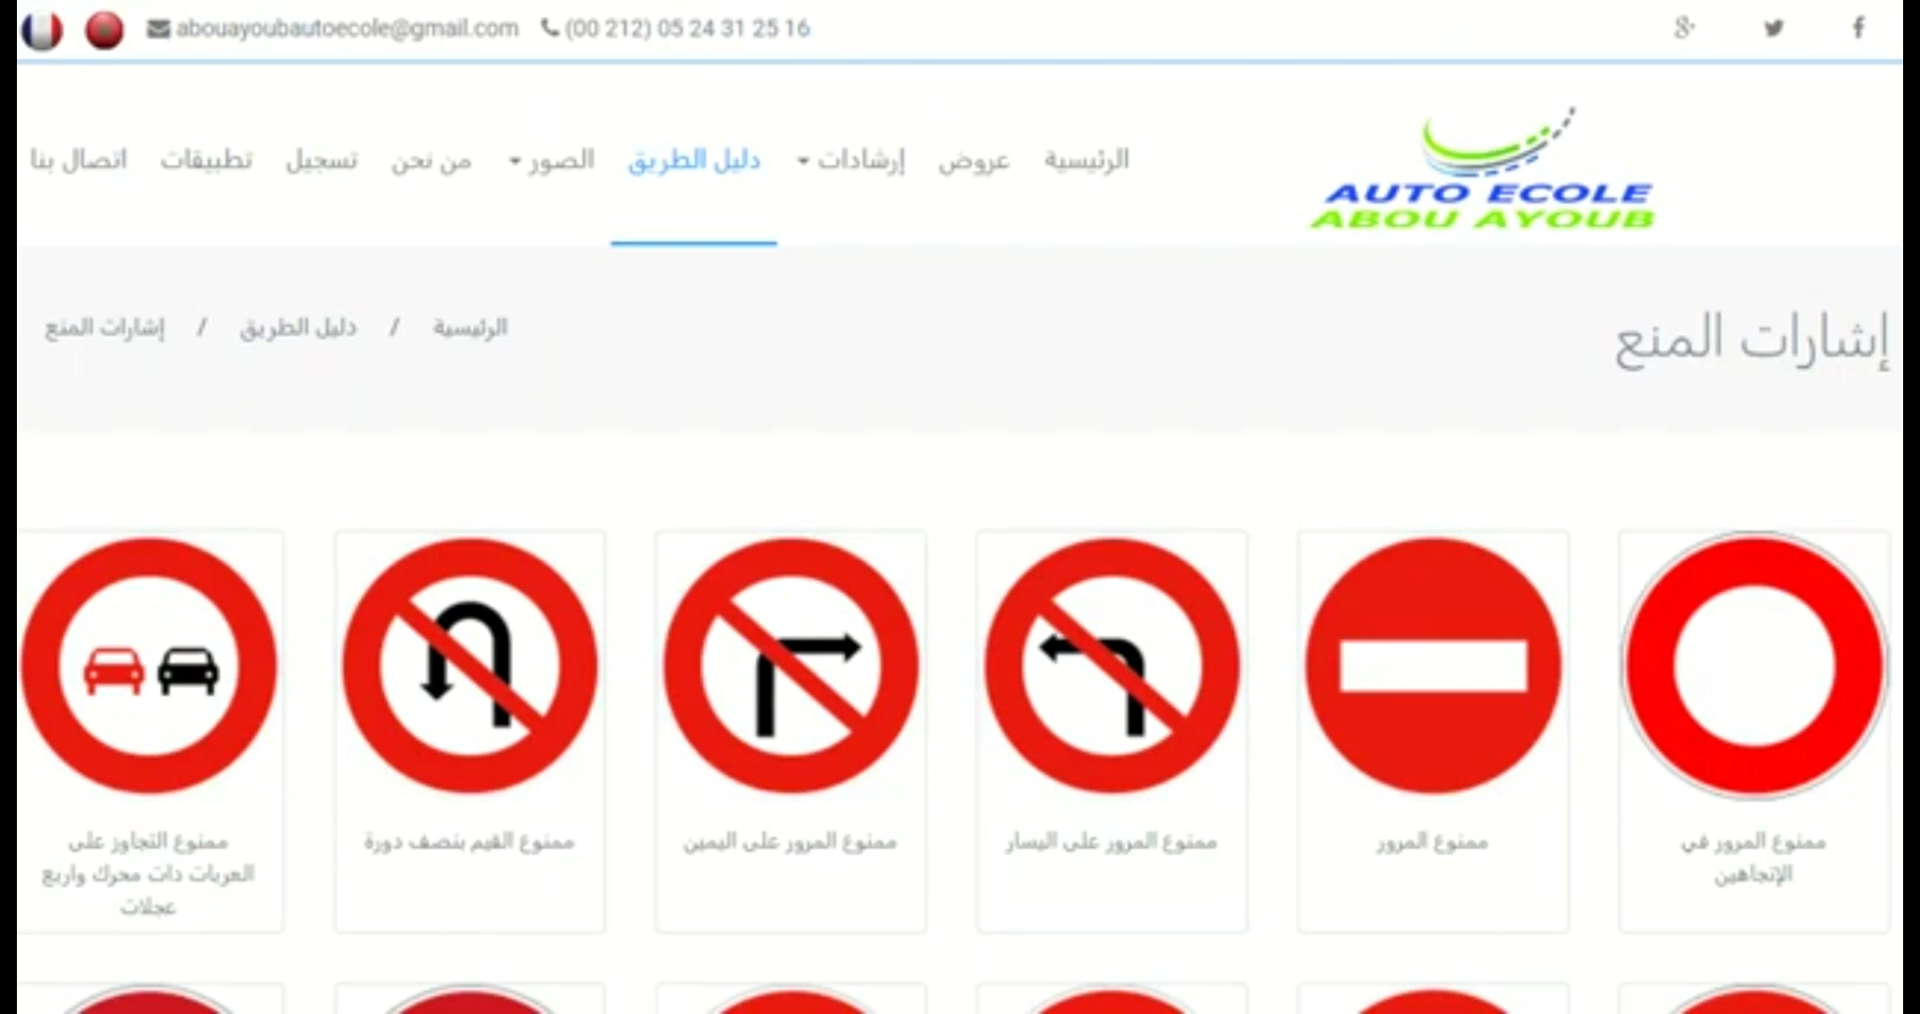 abouayoubautoecole@gmail.com (00 212) 05 24 31 25 16
AUTO ECOLE
ABOU AYOUB
الرئيسية عروض إرشادات دليل الطريق الصور من نحن تسجيل تطبيقات اتصال بنا
إشارات المنع
الرئيسية / دليل الطريق / إشارات المنع
ممنوع المرور في
الإتجاهين
ممنوع المرور
ممنوع المرور على اليسار
ممنوع المرور على اليمين
ممنوع القيم بنصف دورة
ممنوع التجاوز على
العربات دات محرك واربع
عجلات